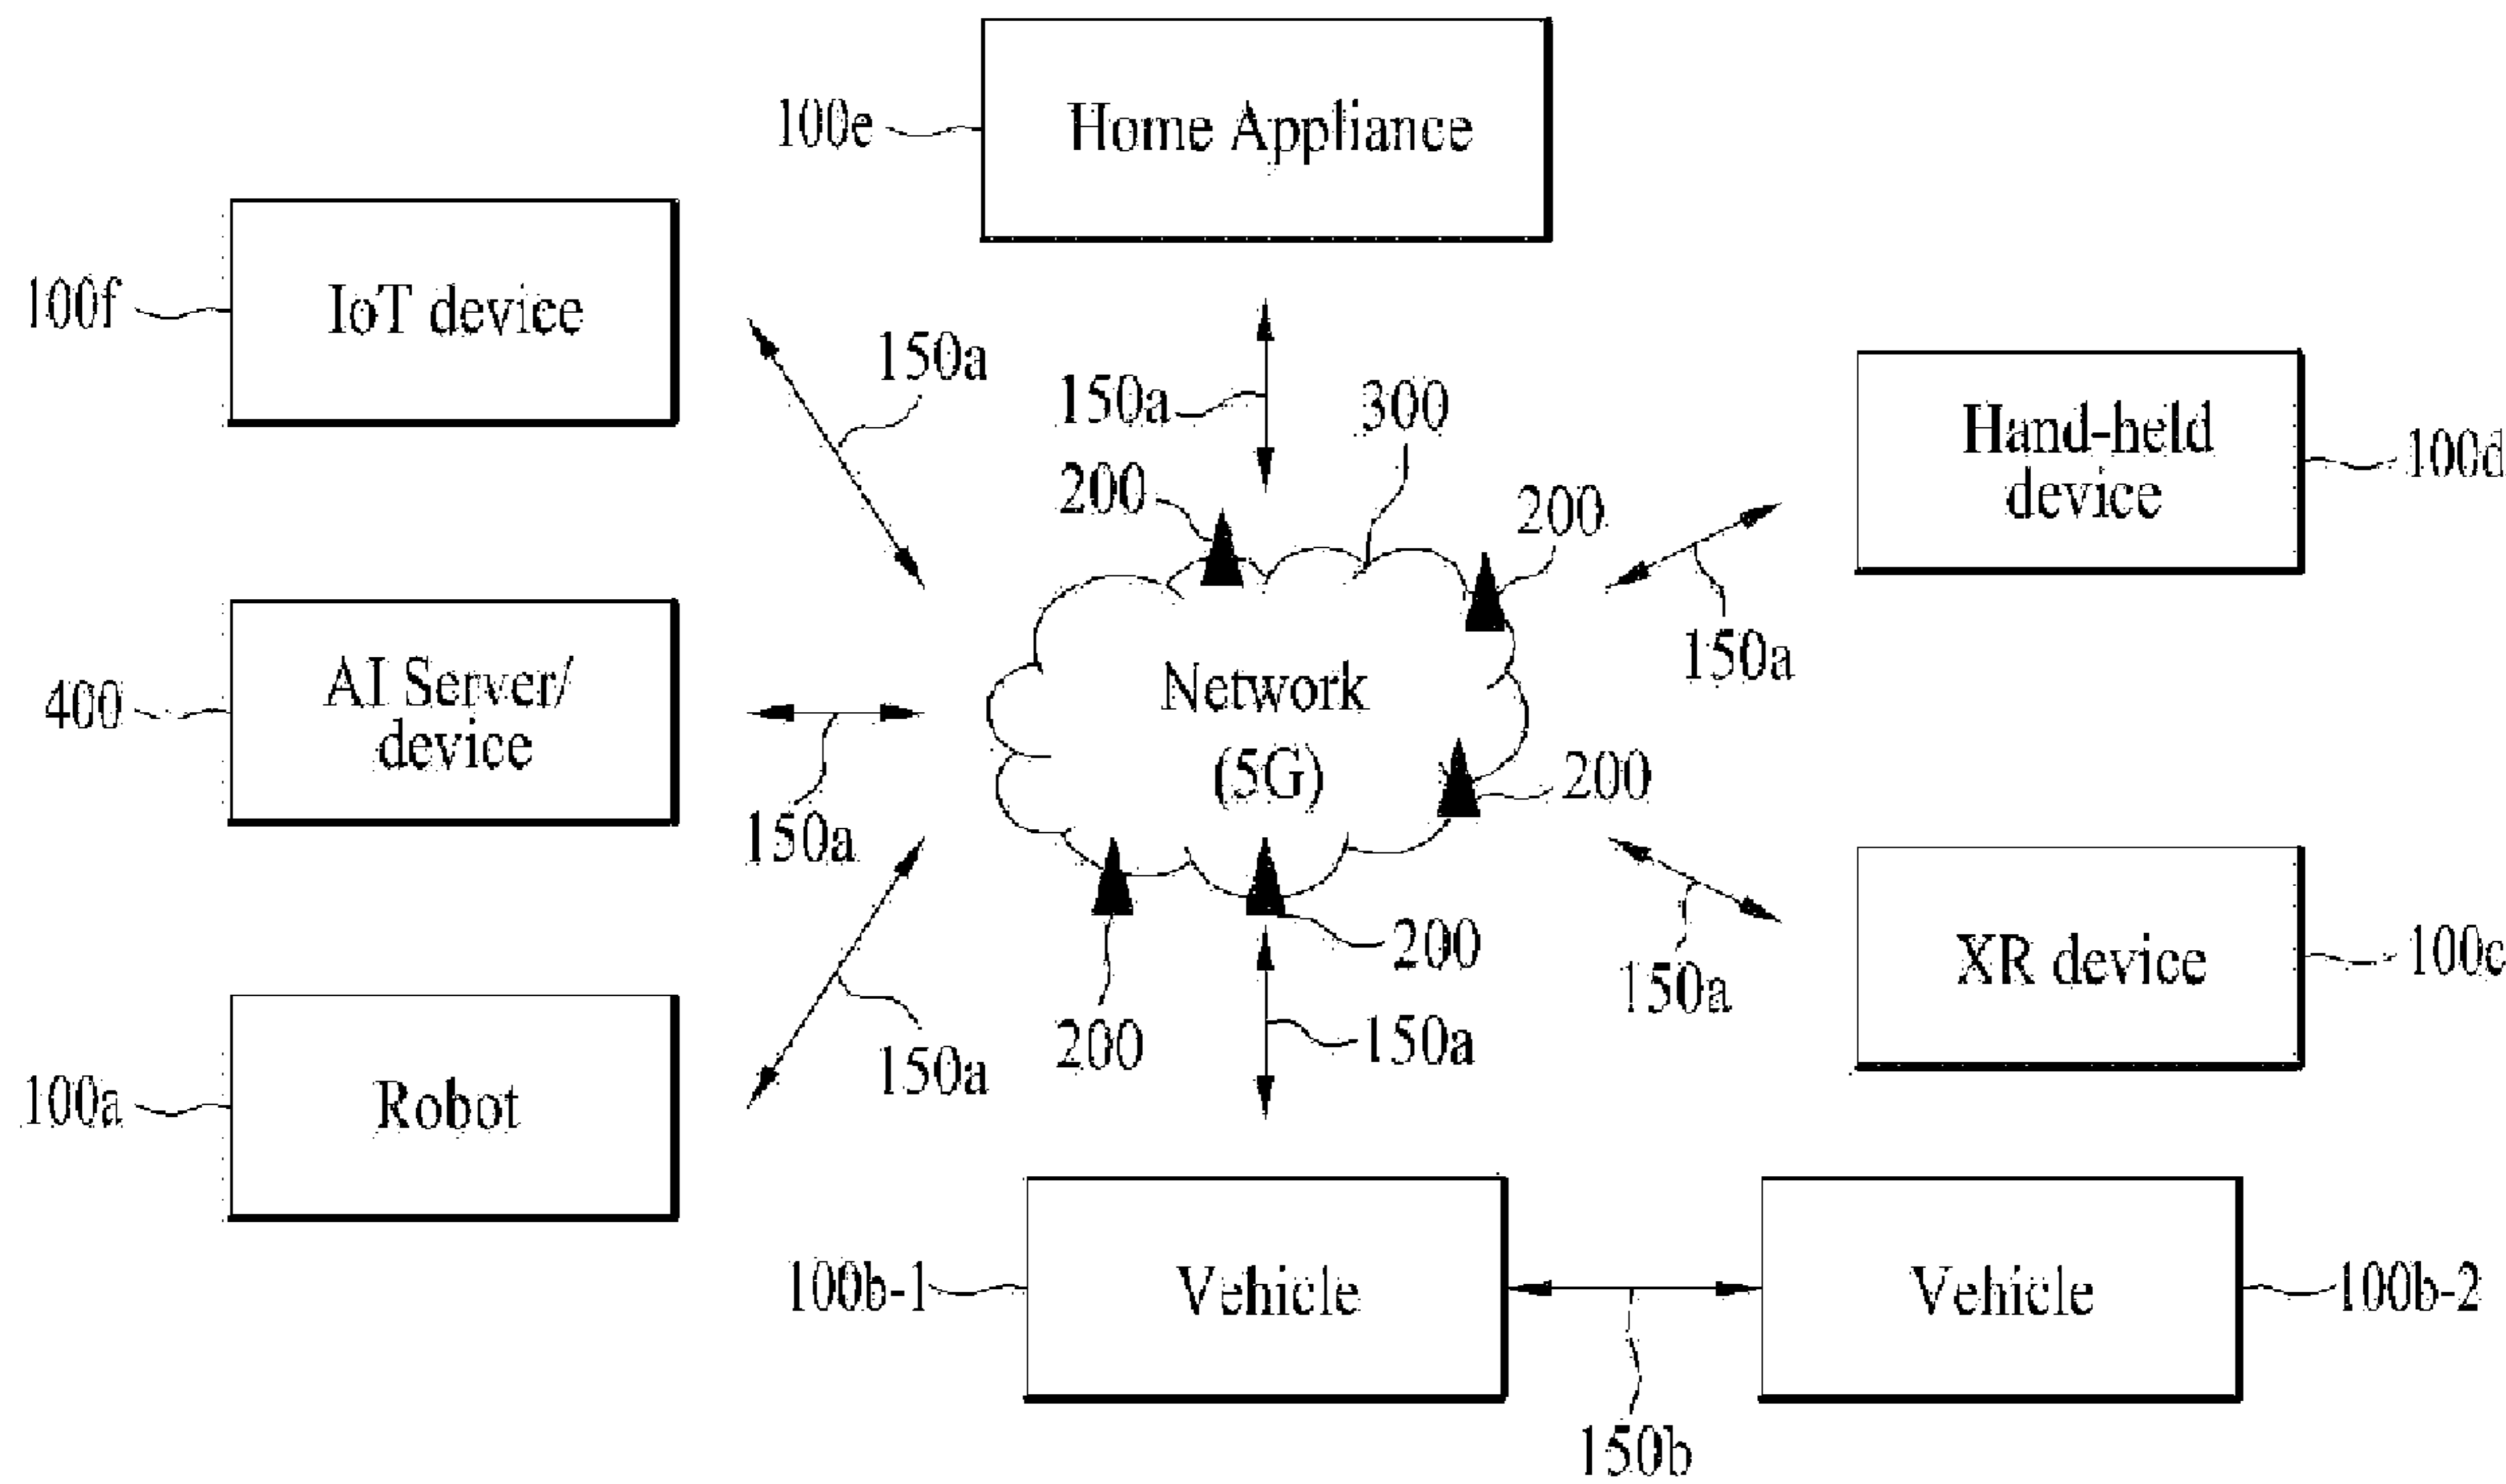 100e
Home Appliance
100f
IoT device
150a
150a
300
Hand-held
device
100d
200
200
150a
400
AI Server/
device
Network
(5G)
200
150a
150a
200
XR device
100c
200
150a
150a
100a
Robot
100b-1
Vehicle
Vehicle
100b-2
150b